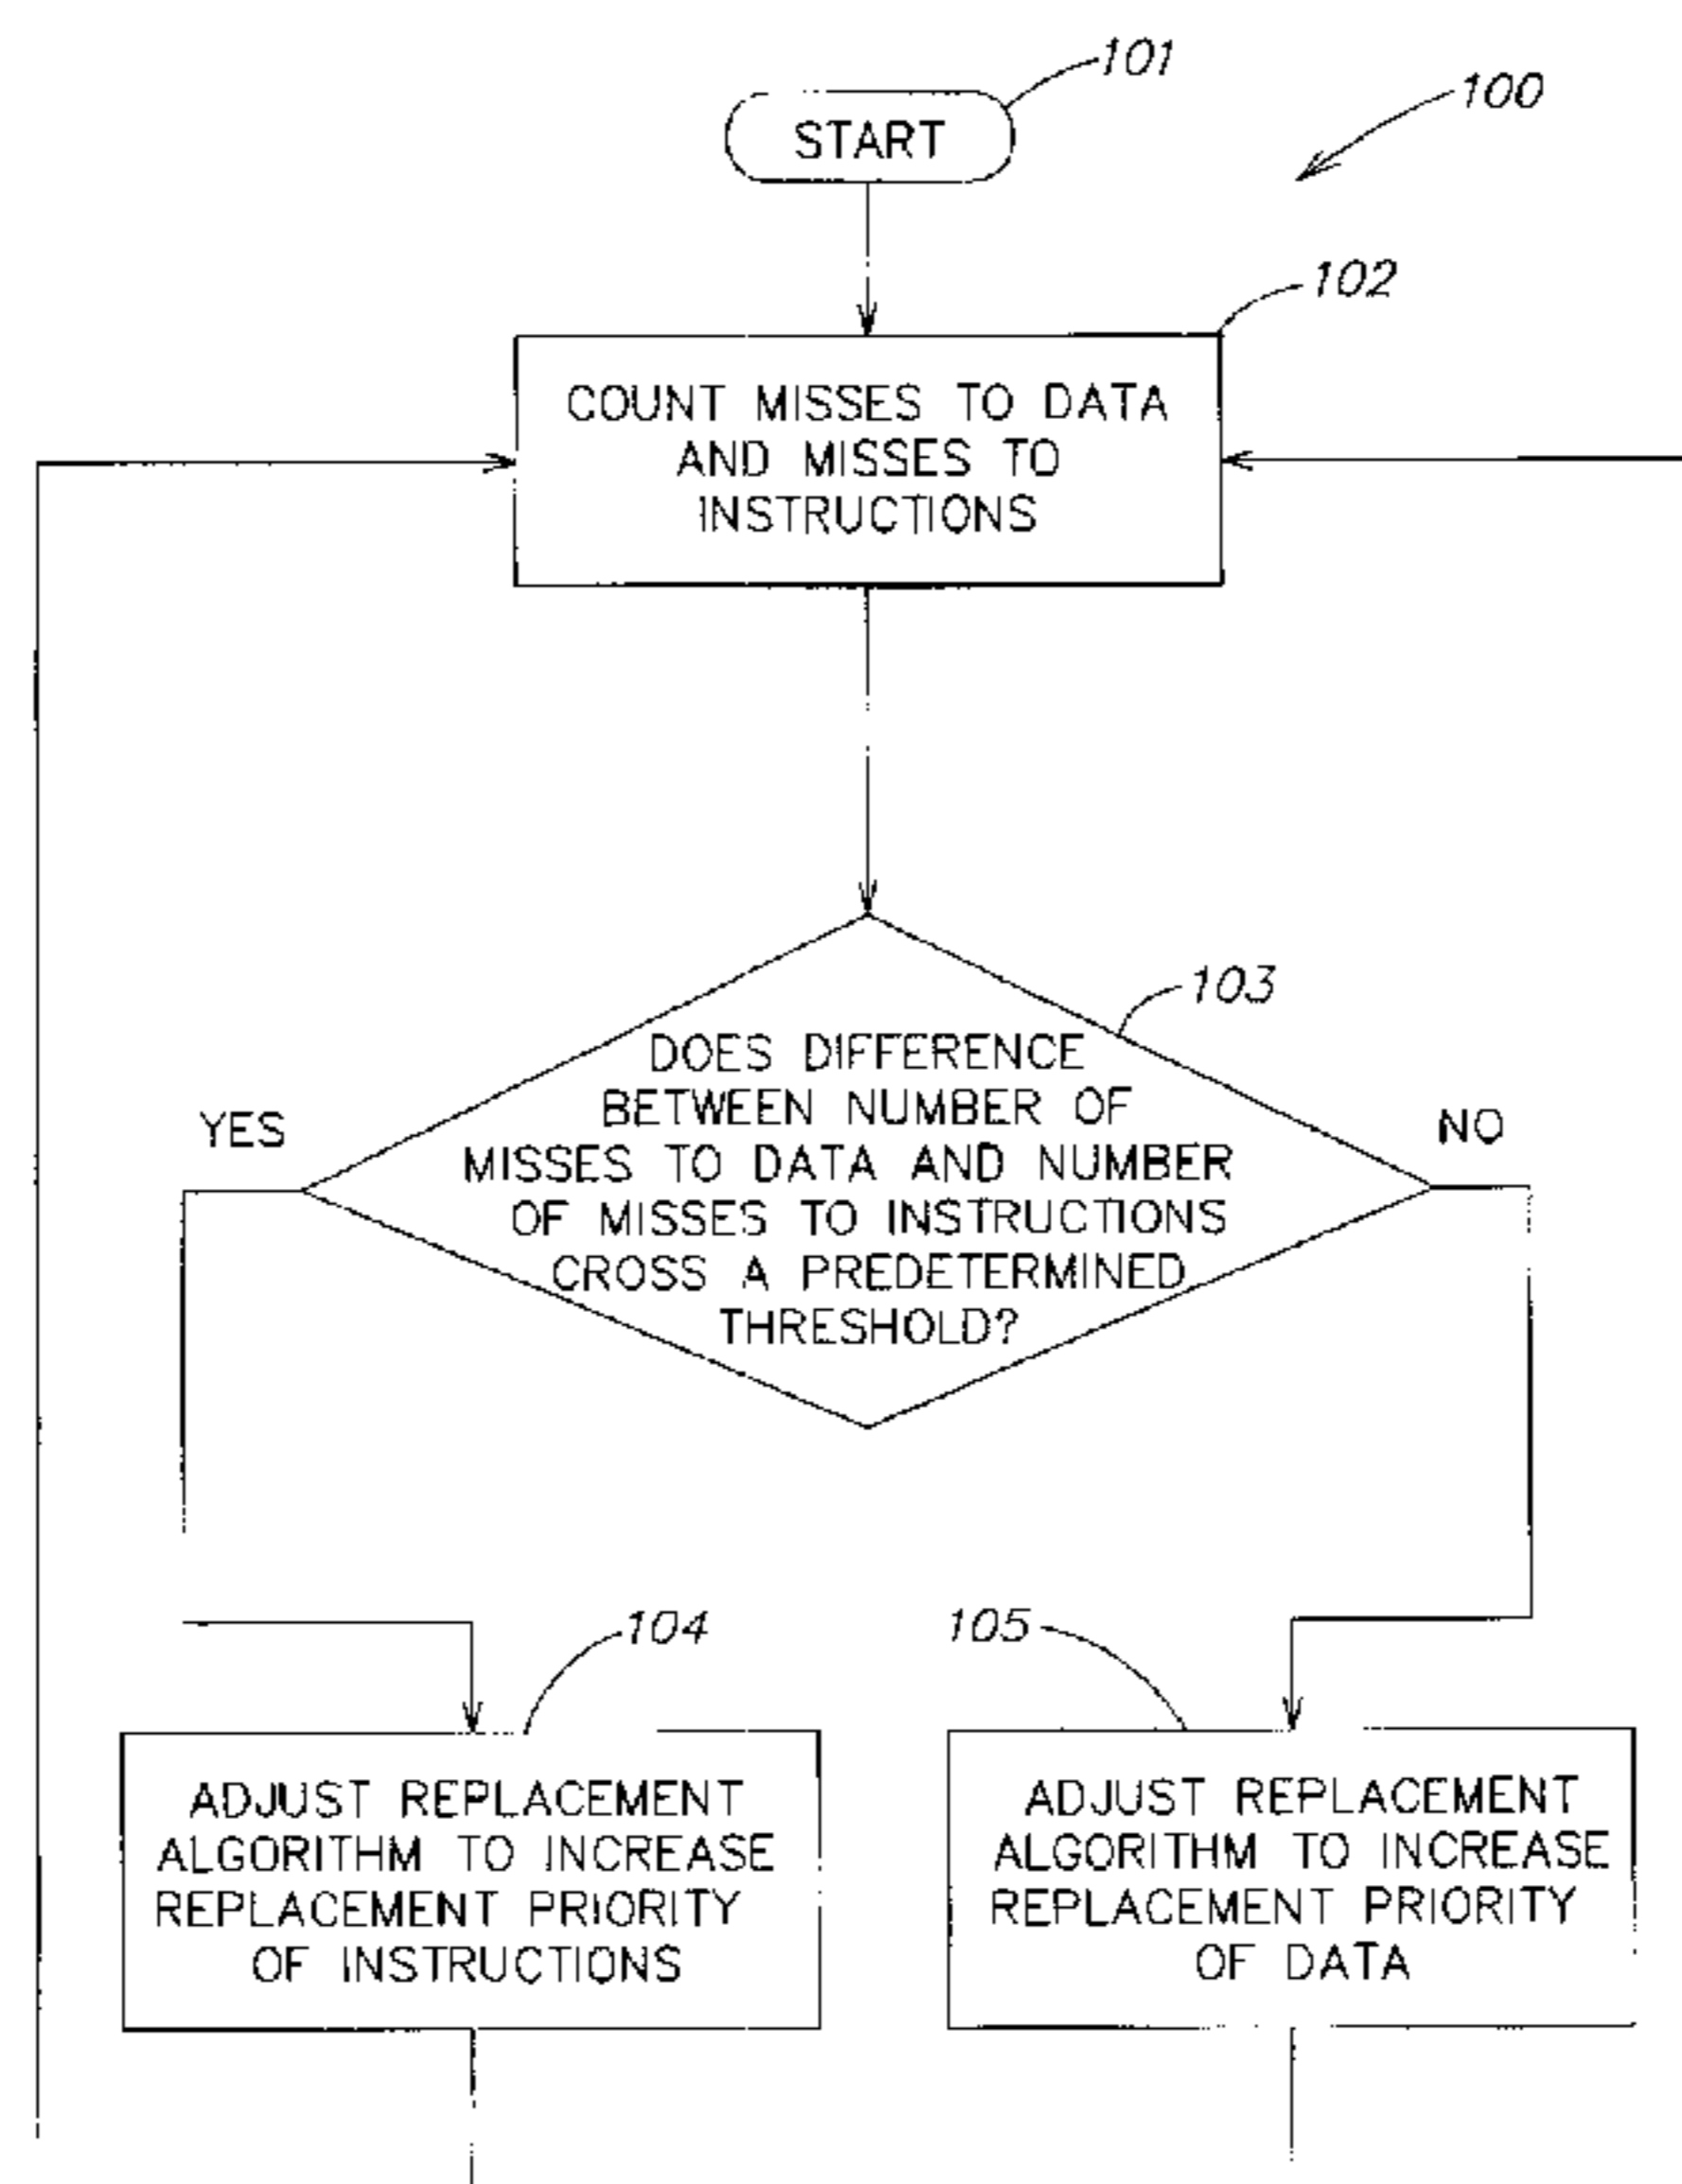 101
100
START
102
COUNT MISSES TO DATA
AND MISSES TO
INSTRUCTIONS
103
DOES DIFFERENCE
BETWEEN NUMBER OF
MISSES TO DATA AND NUMBER
OF MISSES TO INSTRUCTIONS
CROSS A PREDETERMINED
THRESHOLD?
YES
NO
104
105
ADJUST REPLACEMENT
ALGORITHM TO INCREASE
REPLACEMENT PRIORITY
OF INSTRUCTIONS
ADJUST REPLACEMENT
ALGORITHM TO INCREASE
REPLACEMENT PRIORITY
OF DATA